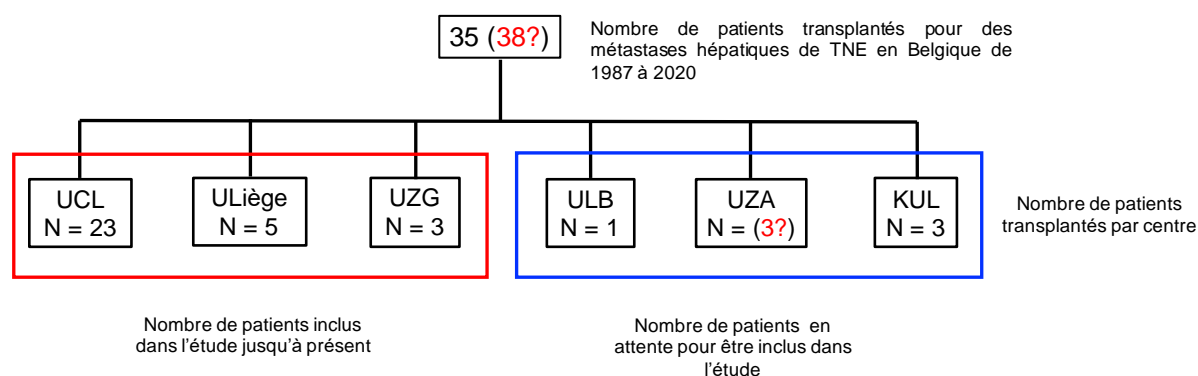 35 (38?)
Nombre de patients transplantés pour des
métastases hépatiques de TNE en Belgique de
1987 à 2020
UCL
N = 23
ULiège
N = 5
UZG
N = 3
ULB
N = 1
UZA
N = (3?)
KUL
N = 3
Nombre de patients
transplantés par centre
Nombre de patients inclus
dans l'étude jusqu'à présent
Nombre de patients en
attente pour être inclus dans
l'étude